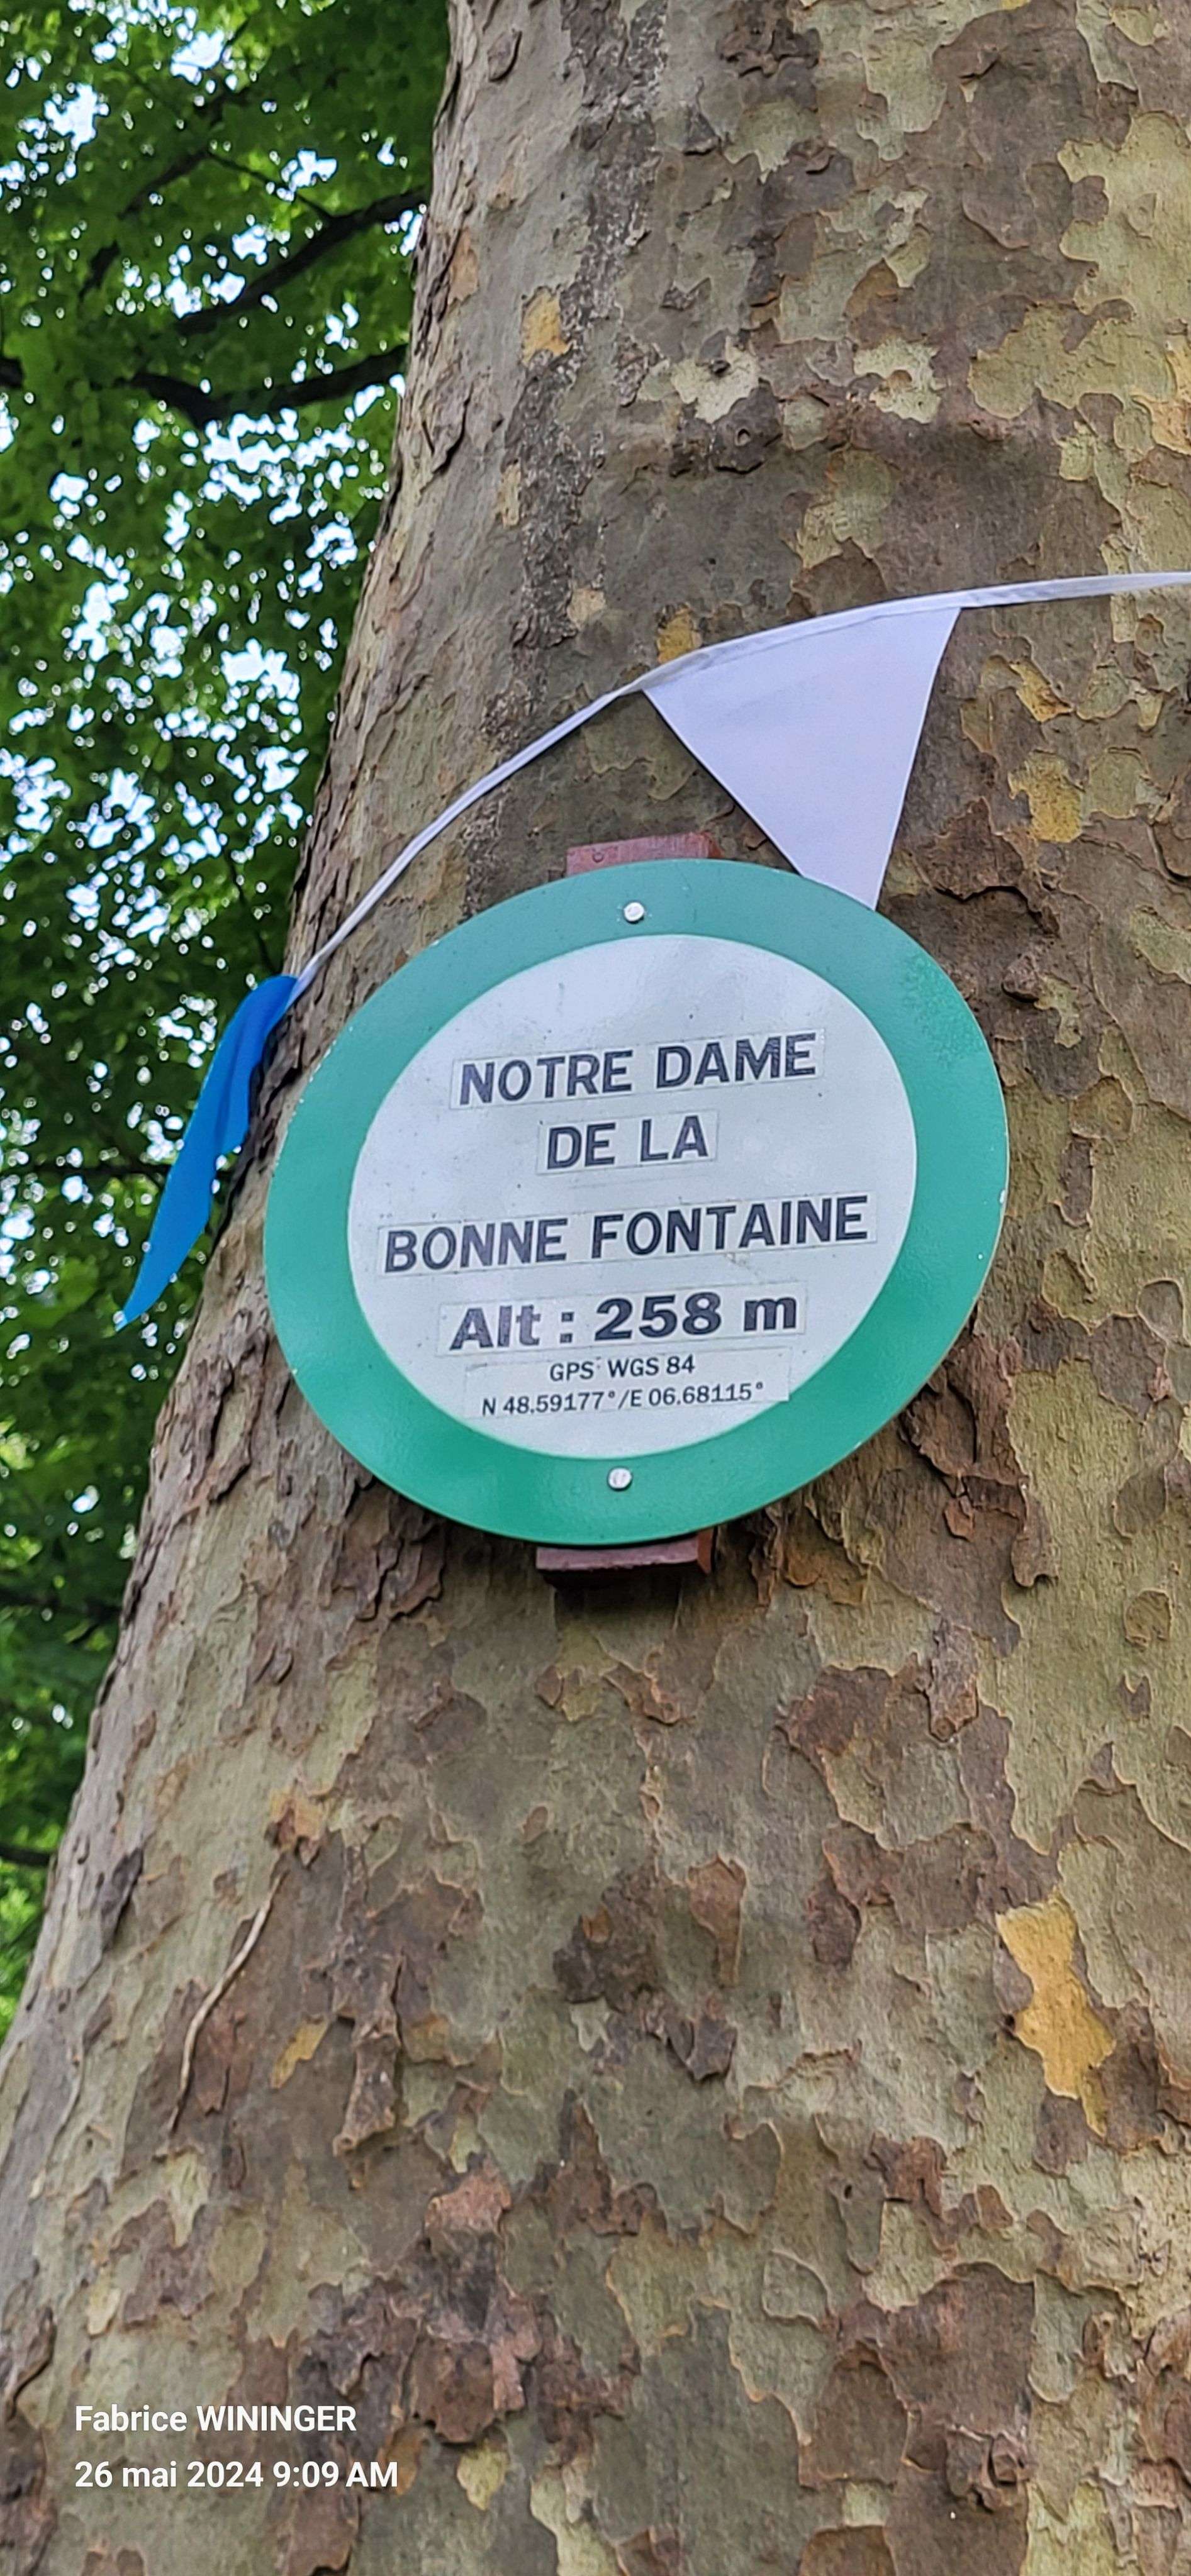 NOTRE DAME
DE LA
BONNE FONTAINE
Alt : 258 m
GPS WGS 84
N 48.59177°/E 06.68115°
Fabrice WININGER
26 mai 2024 9:09 AM